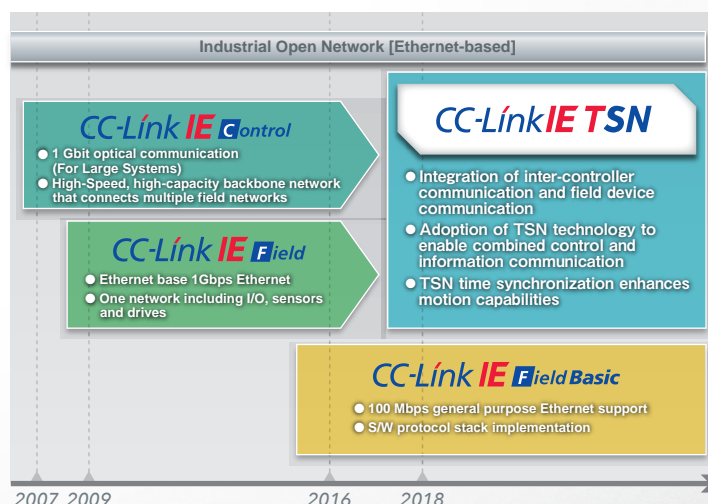 Industrial Open Network [Ethernet-based]
CC-Link IE Control
● 1 Gbit optical communication
(For Large Systems)
● High-Speed, high-capacity backbone network
that connects multiple field networks
CC-Link IE Field
● Ethernet base 1Gbps Ethernet
● One network including I/O, sensors
and drives
CC-Link IE TSN
● Integration of inter-controller
communication and field device
communication
● Adoption of TSN technology to
enable combined control and
information communication
● TSN time synchronization enhances
motion capabilities
CC-Link IE Field Basic
● 100 Mbps general purpose Ethernet support
● S/W protocol stack implementation
2007 2009 2016 2018